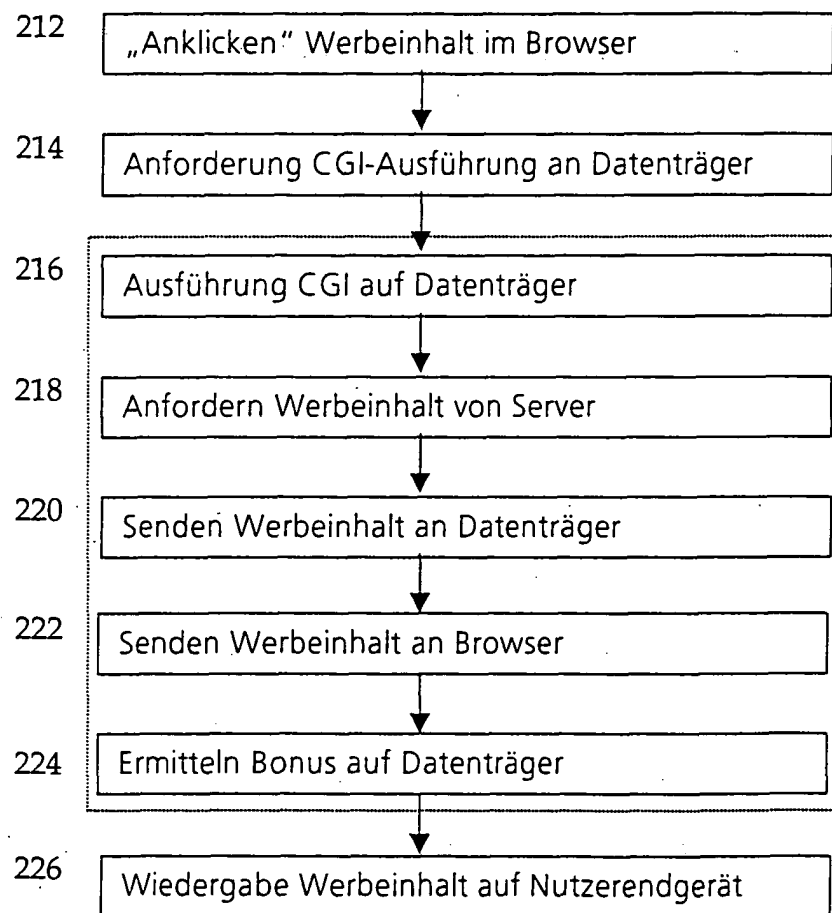 212 „Anklicken“ Werbeinhalt im Browser
214 Anforderung CGI-Ausführung an Datenträger
216 Ausführung CGI auf Datenträger
218 Anfordern Werbeinhalt von Server
220 Senden Werbeinhalt an Datenträger
222 Senden Werbeinhalt an Browser
224 Ermitteln Bonus auf Datenträger
226 Wiedergabe Werbeinhalt auf Nutzerendgerät